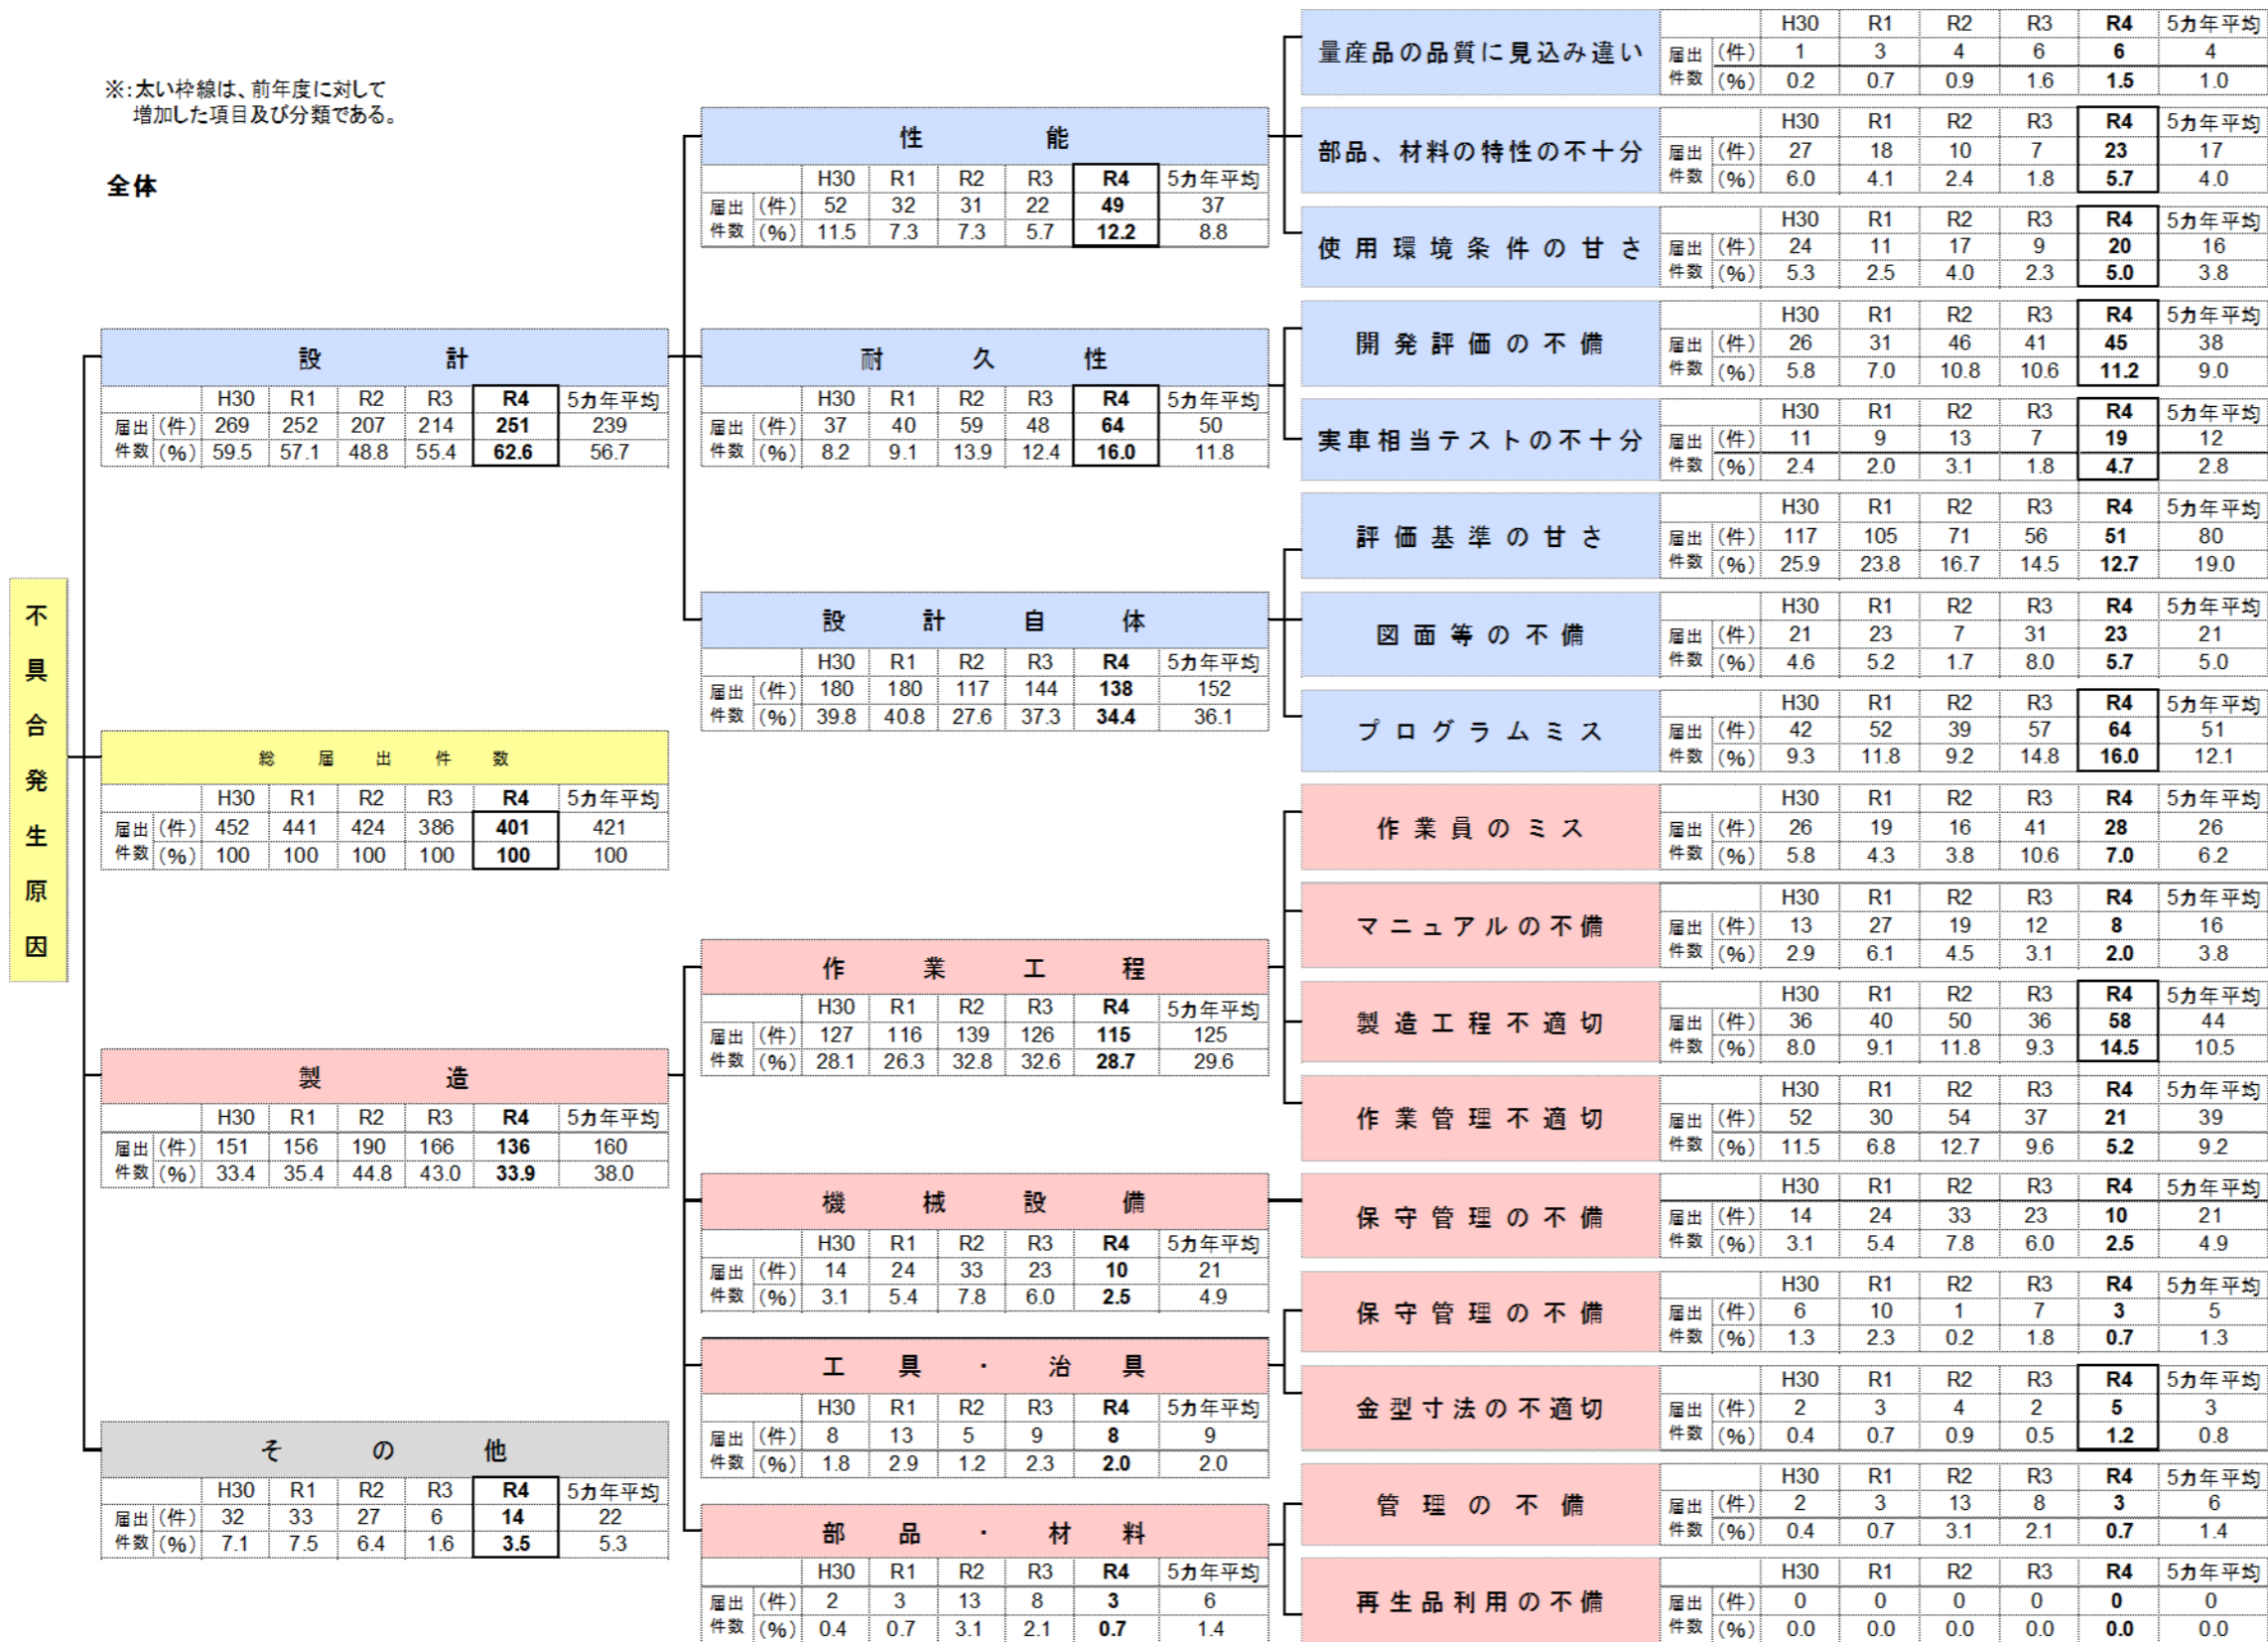 ※:太い枠線は、前年度に対して
増加した項目及び分類である。
全体
不具合発生原因
設計
H30 R1 R2 R3 R4 5カ年平均
届出件数 (件) 269 252 207 214 251 239
(%) 59.5 57.1 48.8 55.4 62.6 56.7
総届出件数
H30 R1 R2 R3 R4 5カ年平均
届出件数 (件) 452 441 424 386 401 421
(%) 100 100 100 100 100 100
製造
H30 R1 R2 R3 R4 5カ年平均
届出件数 (件) 151 156 190 166 136 160
(%) 33.4 35.4 44.8 43.0 33.9 38.0
その他
H30 R1 R2 R3 R4 5カ年平均
届出件数 (件) 32 33 27 6 14 22
(%) 7.1 7.5 6.4 1.6 3.5 5.3
性能
H30 R1 R2 R3 R4 5カ年平均
届出件数 (件) 52 32 31 22 49 37
(%) 11.5 7.3 7.3 5.7 12.2 8.8
耐久性
H30 R1 R2 R3 R4 5カ年平均
届出件数 (件) 37 40 59 48 64 50
(%) 8.2 9.1 13.9 12.4 16.0 11.8
設計自体
H30 R1 R2 R3 R4 5カ年平均
届出件数 (件) 180 180 117 144 138 152
(%) 39.8 40.8 27.6 37.3 34.4 36.1
作業工程
H30 R1 R2 R3 R4 5カ年平均
届出件数 (件) 127 116 139 126 115 125
(%) 28.1 26.3 32.8 32.6 28.7 29.6
機械設備
H30 R1 R2 R3 R4 5カ年平均
届出件数 (件) 14 24 33 23 10 21
(%) 3.1 5.4 7.8 6.0 2.5 4.9
工具・治具
H30 R1 R2 R3 R4 5カ年平均
届出件数 (件) 8 13 5 9 8 9
(%) 1.8 2.9 1.2 2.3 2.0 2.0
部品・材料
H30 R1 R2 R3 R4 5カ年平均
届出件数 (件) 2 3 13 8 3 6
(%) 0.4 0.7 3.1 2.1 0.7 1.4
量産品の品質に見込み違い
H30 R1 R2 R3 R4 5カ年平均
届出件数 (件) 1 3 4 6 6 4
(%) 0.2 0.7 0.9 1.6 1.5 1.0
部品、材料の特性の不十分
H30 R1 R2 R3 R4 5カ年平均
届出件数 (件) 27 18 10 7 23 17
(%) 6.0 4.1 2.4 1.8 5.7 4.0
使用環境条件の甘さ
H30 R1 R2 R3 R4 5カ年平均
届出件数 (件) 24 11 17 9 20 16
(%) 5.3 2.5 4.0 2.3 5.0 3.8
開発評価の不備
H30 R1 R2 R3 R4 5カ年平均
届出件数 (件) 26 31 46 41 45 38
(%) 5.8 7.0 10.8 10.6 11.2 9.0
実車相当テストの不十分
H30 R1 R2 R3 R4 5カ年平均
届出件数 (件) 11 9 13 7 19 12
(%) 2.4 2.0 3.1 1.8 4.7 2.8
評価基準の甘さ
H30 R1 R2 R3 R4 5カ年平均
届出件数 (件) 117 105 71 56 51 80
(%) 25.9 23.8 16.7 14.5 12.7 19.0
図面等の不備
H30 R1 R2 R3 R4 5カ年平均
届出件数 (件) 21 23 7 31 23 21
(%) 4.6 5.2 1.7 8.0 5.7 5.0
プログラムミス
H30 R1 R2 R3 R4 5カ年平均
届出件数 (件) 42 52 39 57 64 51
(%) 9.3 11.8 9.2 14.8 16.0 12.1
作業員のミス
H30 R1 R2 R3 R4 5カ年平均
届出件数 (件) 26 19 16 41 28 26
(%) 5.8 4.3 3.8 10.6 7.0 6.2
マニュアルの不備
H30 R1 R2 R3 R4 5カ年平均
届出件数 (件) 13 27 19 12 8 16
(%) 2.9 6.1 4.5 3.1 2.0 3.8
製造工程不適切
H30 R1 R2 R3 R4 5カ年平均
届出件数 (件) 36 40 50 36 58 44
(%) 8.0 9.1 11.8 9.3 14.5 10.5
作業管理不適切
H30 R1 R2 R3 R4 5カ年平均
届出件数 (件) 52 30 54 37 21 39
(%) 11.5 6.8 12.7 9.6 5.2 9.2
保守管理の不備
H30 R1 R2 R3 R4 5カ年平均
届出件数 (件) 14 24 33 23 10 21
(%) 3.1 5.4 7.8 6.0 2.5 4.9
保守管理の不備
H30 R1 R2 R3 R4 5カ年平均
届出件数 (件) 6 10 1 7 3 5
(%) 1.3 2.3 0.2 1.8 0.7 1.3
金型寸法の不適切
H30 R1 R2 R3 R4 5カ年平均
届出件数 (件) 2 3 4 2 5 3
(%) 0.4 0.7 0.9 0.5 1.2 0.8
管理の不備
H30 R1 R2 R3 R4 5カ年平均
届出件数 (件) 2 3 13 8 3 6
(%) 0.4 0.7 3.1 2.1 0.7 1.4
再生品利用の不備
H30 R1 R2 R3 R4 5カ年平均
届出件数 (件) 0 0 0 0 0 0
(%) 0.0 0.0 0.0 0.0 0.0 0.0